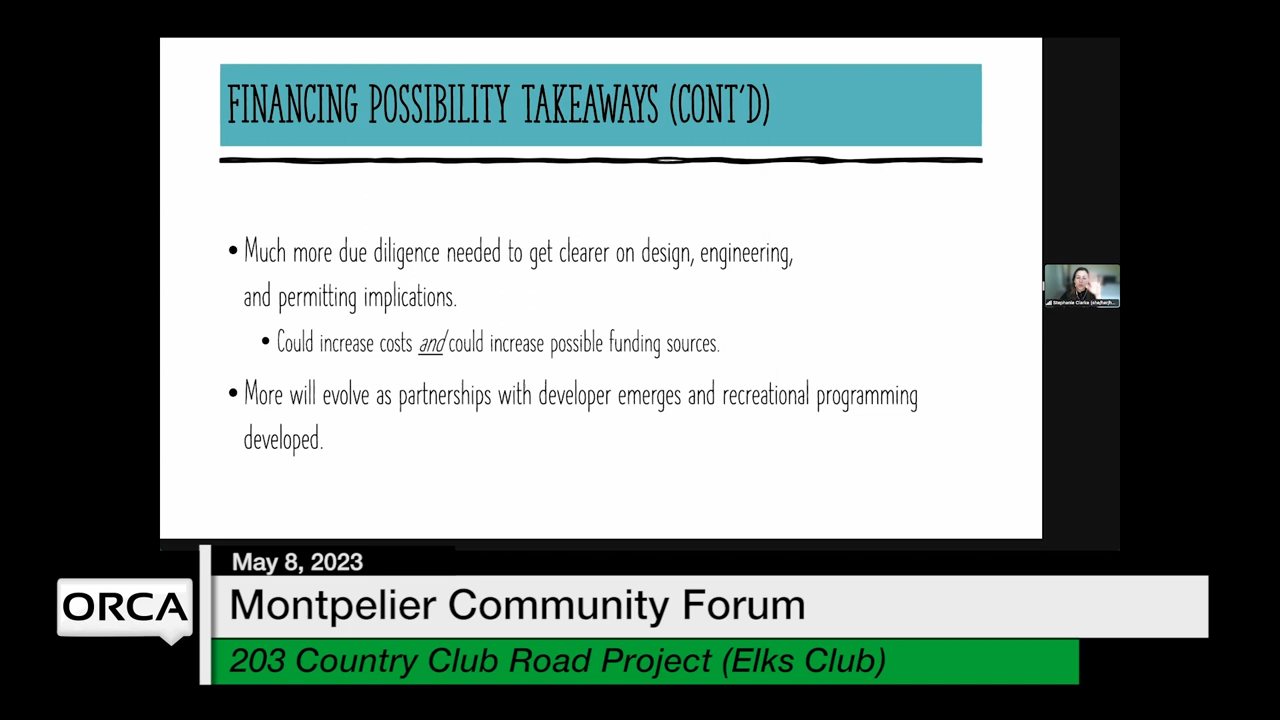 FINANCING POSSIBILITY TAKEAWAYS (CONT'D)
• Much more due diligence needed to get clearer on design, engineering,
and permitting implications.
• Could increase costs and could increase possible funding sources.
• More will evolve as partnerships with developer emerges and recreational programming
developed.
Stephanie Clarke
May 8, 2023
ORCA
Montpelier Community Forum
203 Country Club Road Project (Elks Club)